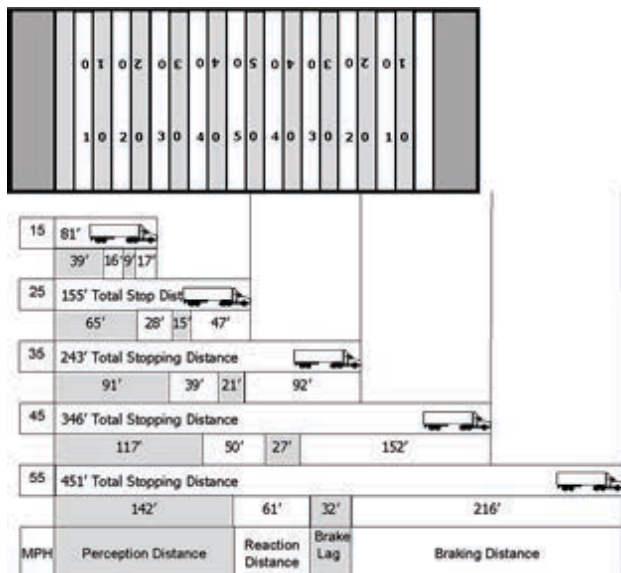 0 1 0 2 0 3 0 4 0 5 0 4 0 3 0 2 0 1
1 0 2 0 3 0 4 0 5 0 4 0 3 0 2 0 1 0
15 81'
39' 16' 9' 17'
25 155' Total Stop Dist
65' 28' 15' 47'
35 243' Total Stopping Distance
91' 39' 21' 92'
45 346' Total Stopping Distance
117' 50' 27' 152'
55 451' Total Stopping Distance
142' 61' 32' 216'
MPH Perception Distance Reaction Distance Brake Lag Braking Distance